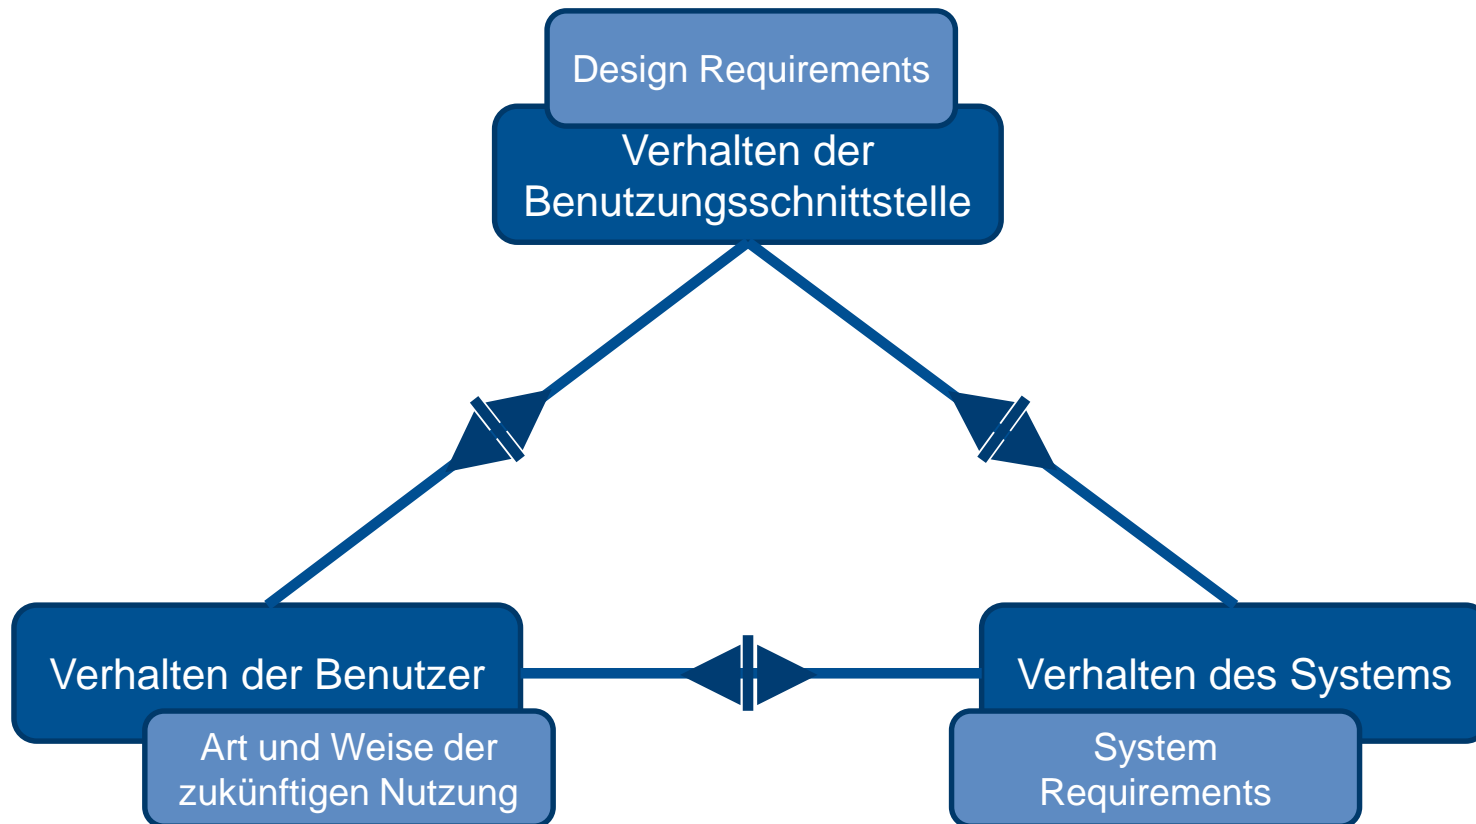 Design Requirements
Verhalten der
Benutzungsschnittstelle
Verhalten der Benutzer
Art und Weise der
zukünftigen Nutzung
Verhalten des Systems
System
Requirements